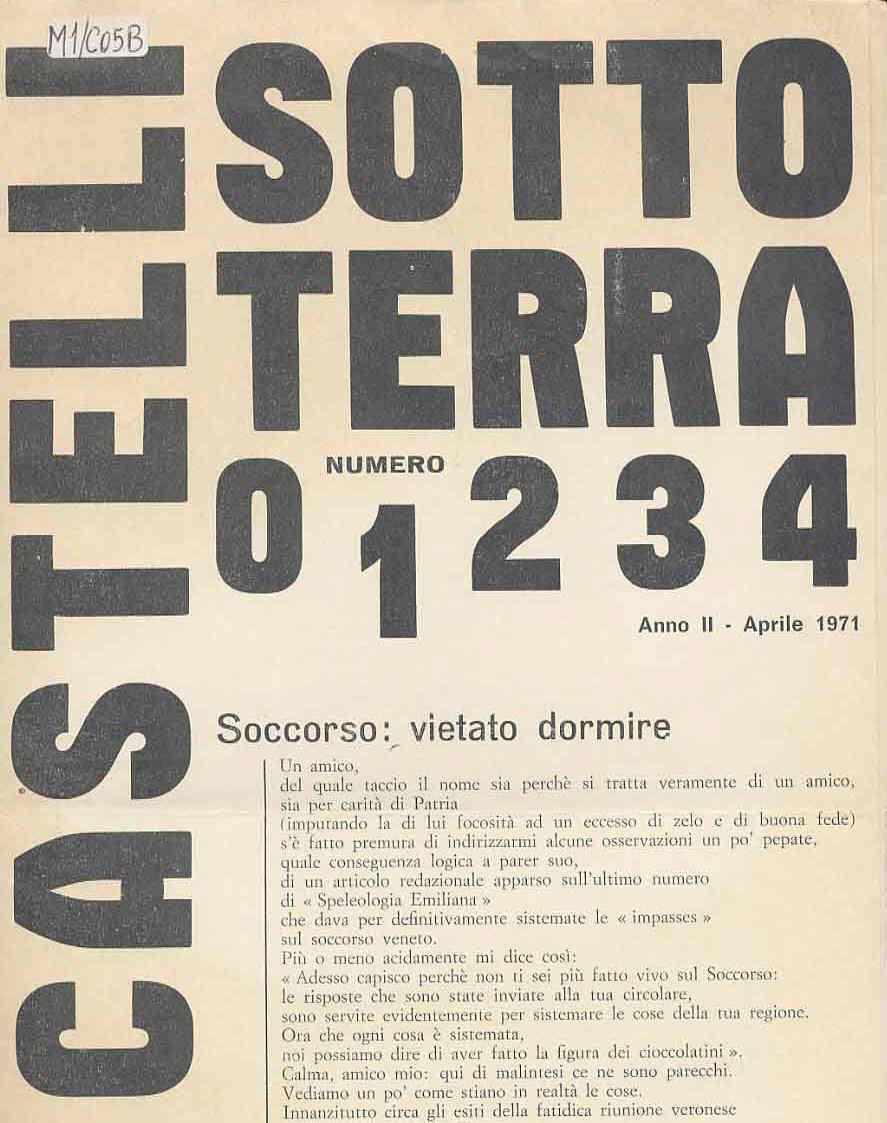 M1/C05B
CASTELLI
SOTTO
TERRA
NUMERO
0 1 2 3 4
Anno II - Aprile 1971
Soccorso: vietato dormire
Un amico,
del quale taccio il nome sia perchè si tratta veramente di un amico,
sia per carità di Patria
(imputando la di lui focosità ad un eccesso di zelo e di buona fede)
s'è fatto premura di indirizzarmi alcune osservazioni un po' pepate,
quale conseguenza logica a parer suo,
di un articolo redazionale apparso sull'ultimo numero
di « Speleologia Emiliana »
che dava per definitivamente sistemate le « impasses »
sul soccorso veneto.
Più o meno acidamente mi dice così:
« Adesso capisco perchè non ti sei più fatto vivo sul Soccorso:
le risposte che sono state inviate alla tua circolare,
sono servite evidentemente per sistemare le cose della tua regione.
Ora che ogni cosa è sistemata,
noi possiamo dire di aver fatto la figura dei cioccolatini ».
Calma, amico mio: qui di malintesi ce ne sono parecchi.
Vediamo un po' come stiano in realtà le cose.
Innanzitutto circa gli esiti della fatidica riunione veronese